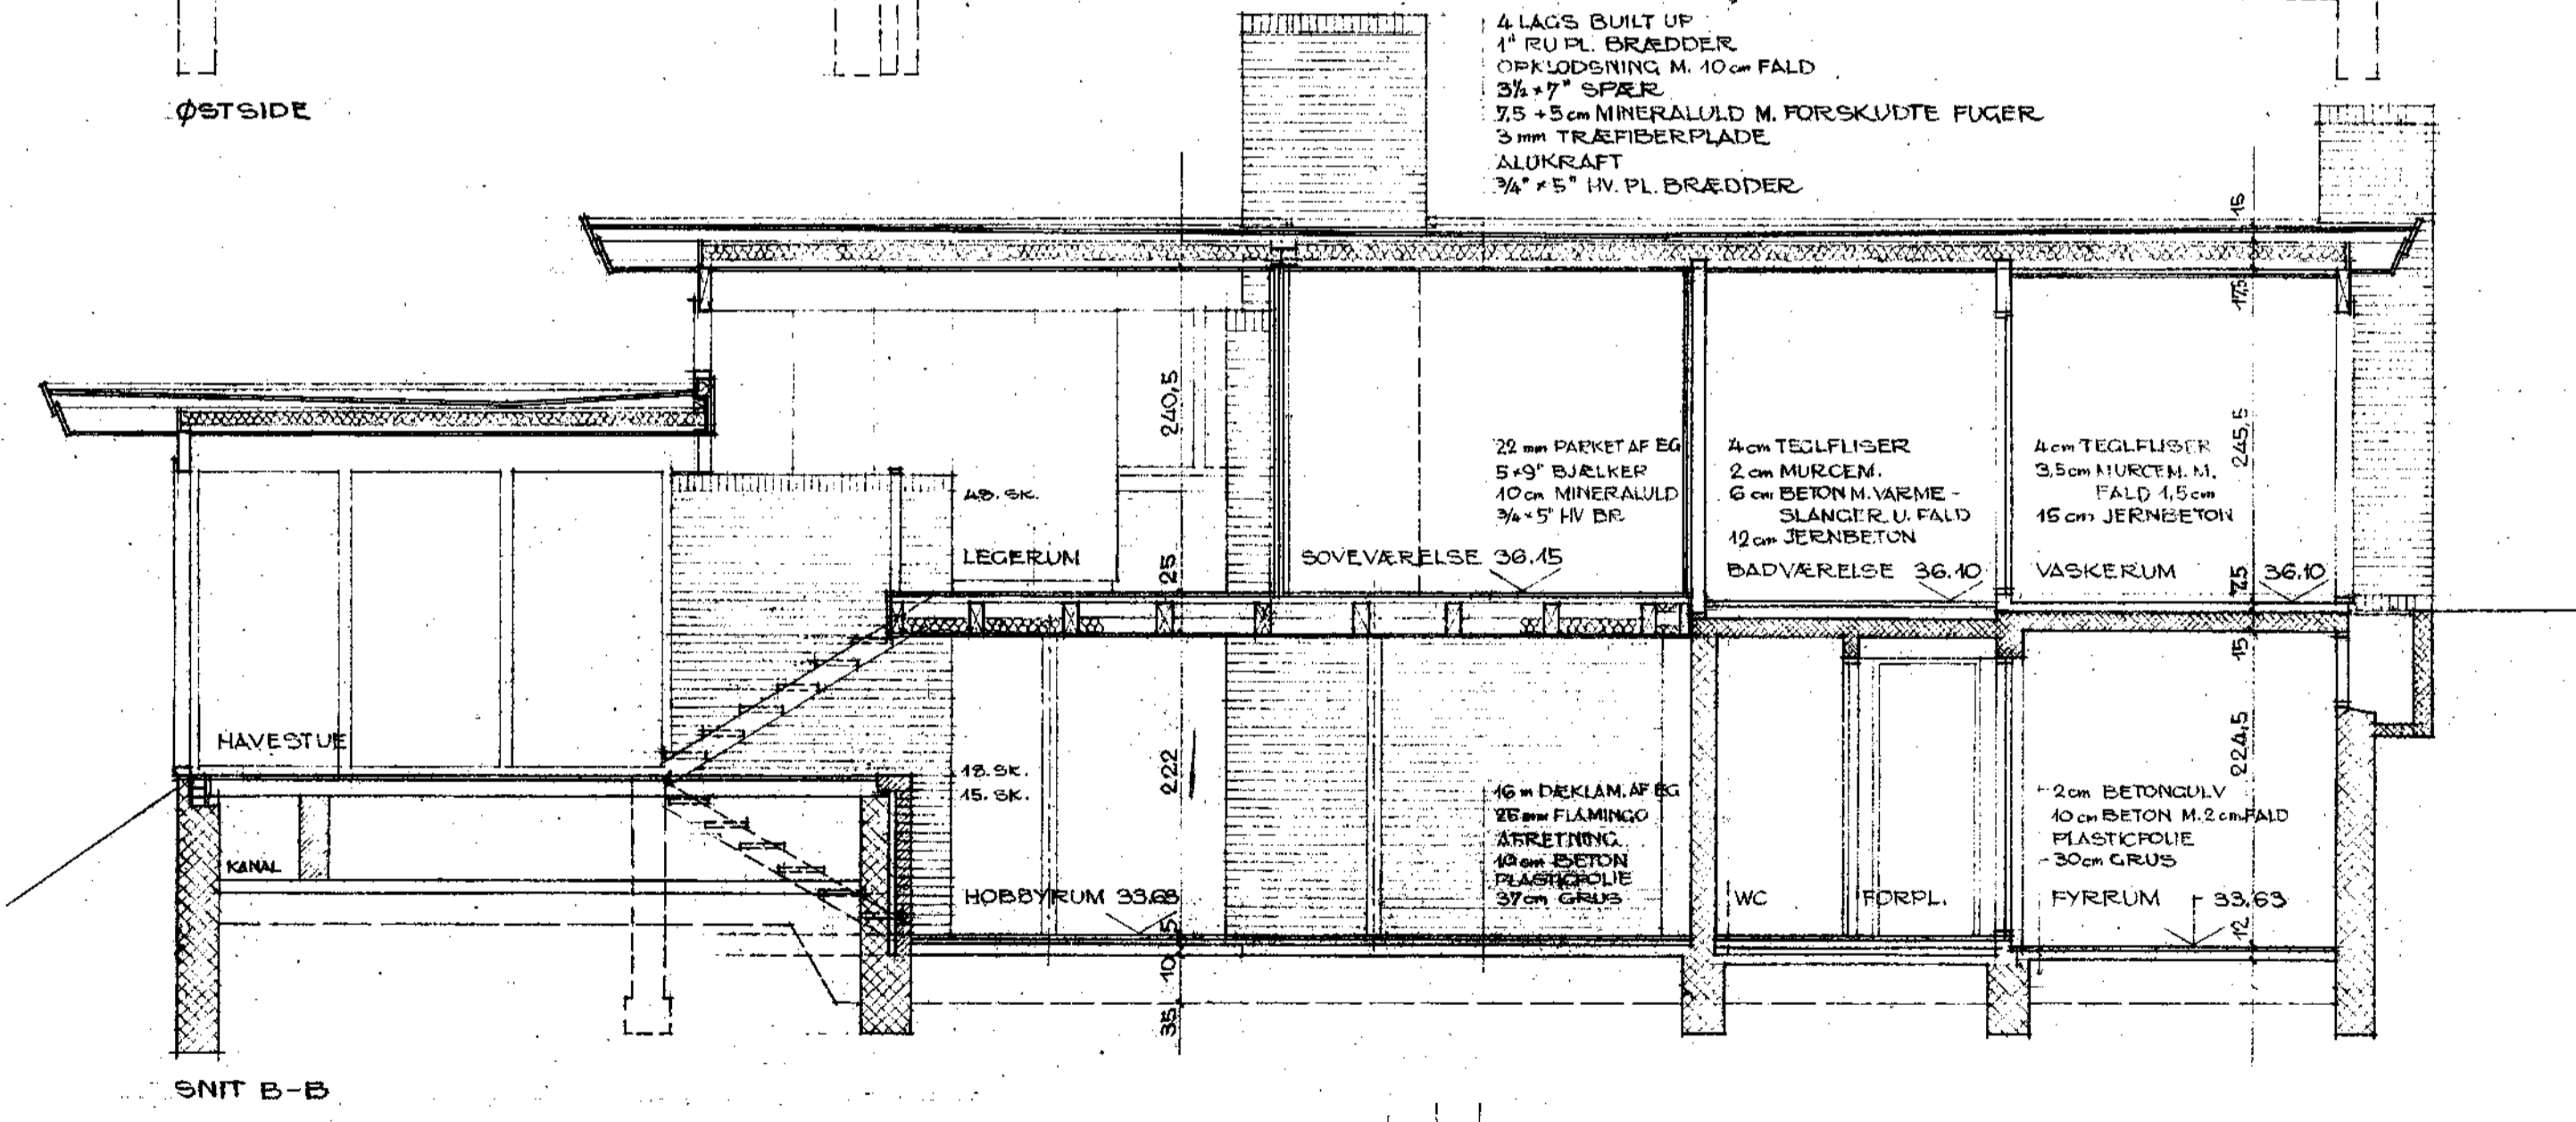 4 LAGS BUILT UP
1" RU PL. BRÆDDER
OPKLODSNING M. 10 cm FALD
3½ × 7" SPÆR
7,5 + 5 cm MINERALULD M. FORSKUDTE FUGER
3 mm TRÆFIBERPLADE
ALUKRAFT
3/4" × 5" HV. PL. BRÆDDER
ØSTSIDE
15
17,5
240,5
245,5
22 mm PARKET AF EG
5×9" BJÆLKER
10 cm MINERALULD
3/4×5" HV BR
4 cm TEGLFLISER
2 cm MURCEM.
6 cm BETON M. VARME-
SLANGER U. FALD
12 cm JERNBETON
4 cm TEGLFLISER
3,5 cm MURCEM. M.
FALD 1,5 cm
15 cm JERNBETON
48. SK.
LEGERUM
25
SOVEVÆRELSE 36.15
BADVÆRELSE 36.10
VASKERUM
7,5
36.10
15
HAVESTUE
18. SK.
15. SK.
222
224,5
16 m DÆKLAM. AF EG
25 mm FLAMINGO
AFRETNING
10 cm BETON
PLASTICFOLIE
37 cm GRUS
2 cm BETONGULV
10 cm BETON M. 2 cm FALD
PLASTICFOLIE
30 cm GRUS
KANAL
HOBBYRUM 33.68
WC
FORPL.
FYRRUM
33.63
5
12
10
35
SNIT B-B